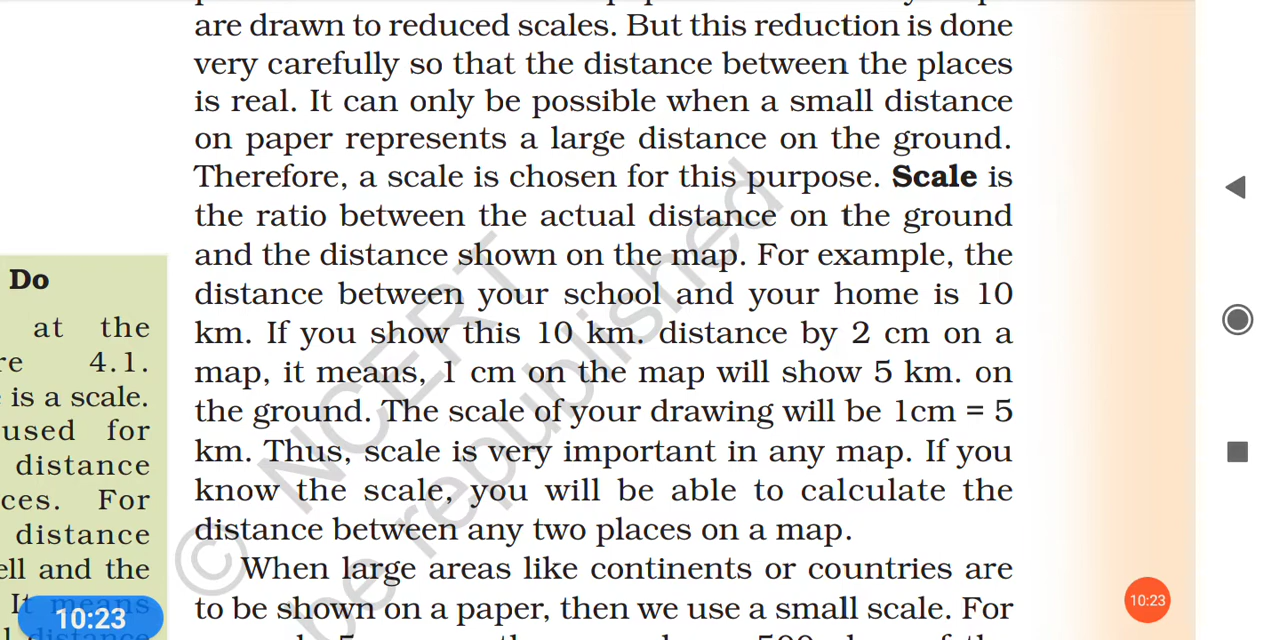 are drawn to reduced scales. But this reduction is done
very carefully so that the distance between the places
is real. It can only be possible when a small distance
on paper represents a large distance on the ground.
Therefore, a scale is chosen for this purpose. Scale is
the ratio between the actual distance on the ground
and the distance shown on the map. For example, the
distance between your school and your home is 10
km. If you show this 10 km. distance by 2 cm on a
map, it means, 1 cm on the map will show 5 km. on
the ground. The scale of your drawing will be 1cm = 5
km. Thus, scale is very important in any map. If you
know the scale, you will be able to calculate the
distance between any two places on a map.
When large areas like continents or countries are
to be shown on a paper, then we use a small scale. For
Do
at the
4.1.
is a scale.
used for
distance
For
distance
and the
It means
© NCERT
be republished
10:23
10:23